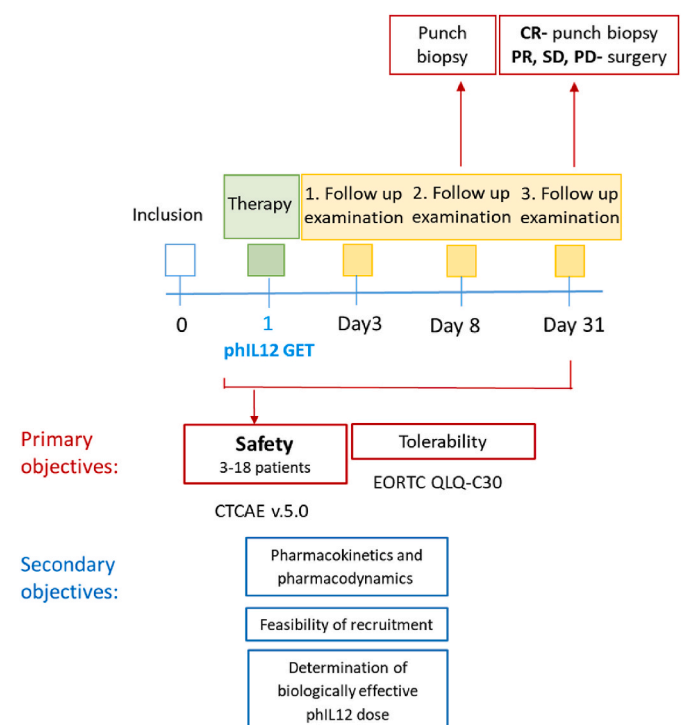 Punch
biopsy
CR- punch biopsy
PR, SD, PD- surgery
Inclusion
Therapy
1. Follow up
examination
2. Follow up
examination
3. Follow up
examination
0
1
Day3
Day 8
Day 31
phIL12 GET
Primary
objectives:
Safety
3-18 patients
Tolerability
CTCAE v.5.0
EORTC QLQ-C30
Secondary
objectives:
Pharmacokinetics and
pharmacodynamics
Feasibility of recruitment
Determination of
biologically effective
phIL12 dose